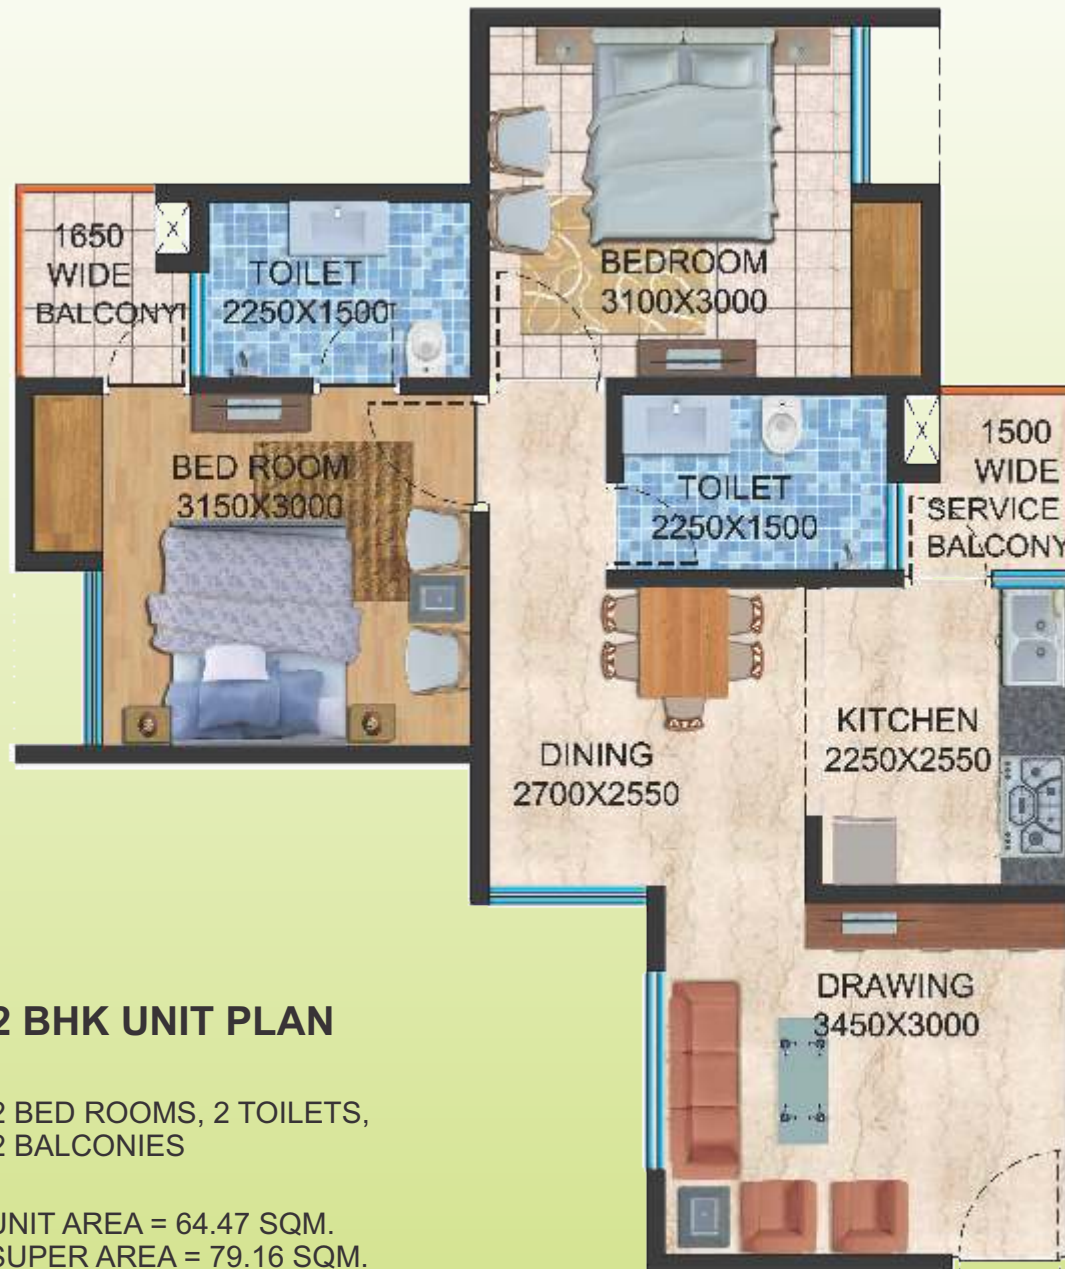 BEDROOM
3100X3000
1650
WIDE
BALCONY
X
TOILET
2250X1500
BED ROOM
3150X3000
TOILET
2250X1500
X
1500
WIDE
SERVICE
BALCONY
DINING
2700X2550
KITCHEN
2250X2550
DRAWING
3450X3000
2 BHK UNIT PLAN
2 BED ROOMS, 2 TOILETS,
2 BALCONIES
UNIT AREA = 64.47 SQM.
SUPER AREA = 79.16 SQM.